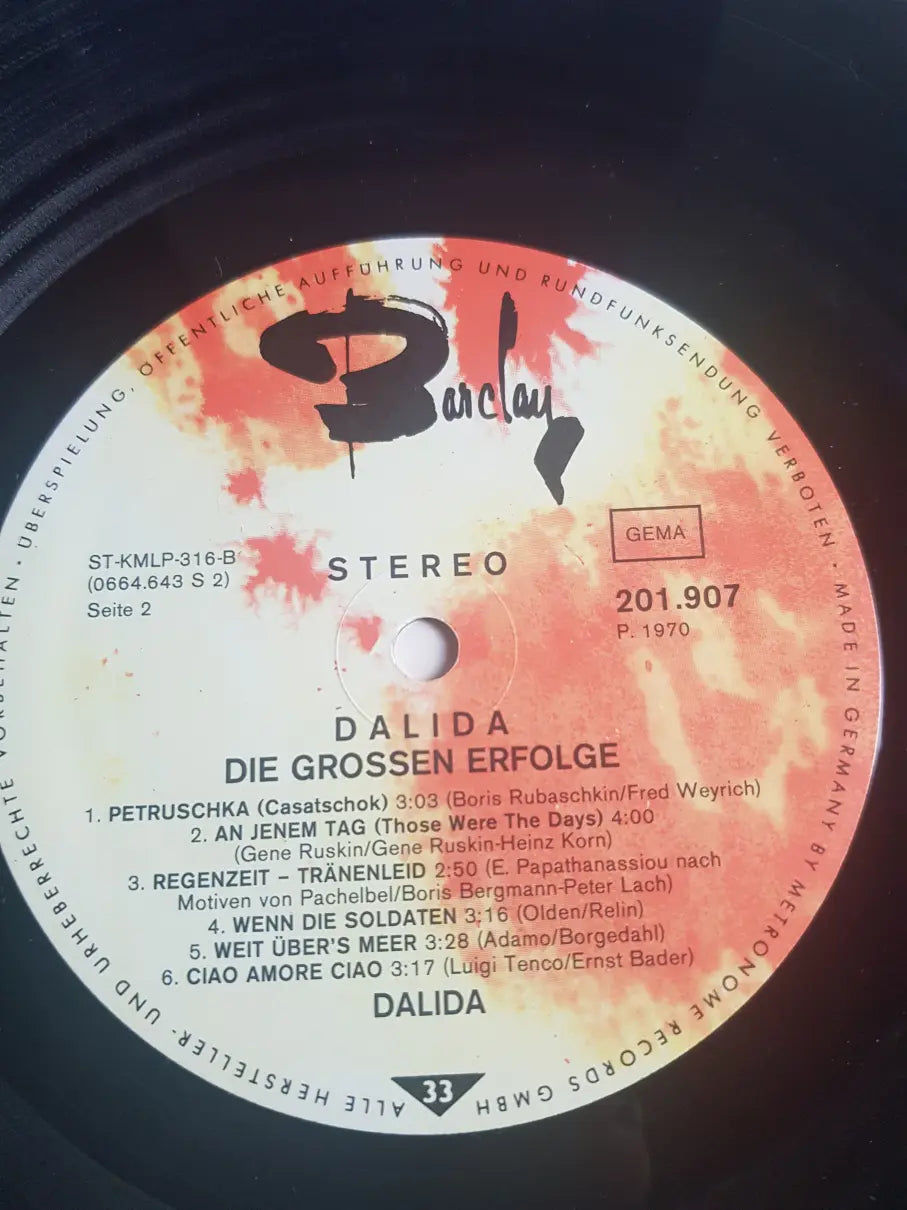 ALLE HERSTELLER- UND URHEBERRECHTE VORBEHALTEN · ÜBERSPIELUNG, ÖFFENTLICHE AUFFÜHRUNG UND RUNDFUNKSENDUNG VERBOTEN · MADE IN GERMANY BY METRONOME RECORDS GMBH
Barclay
GEMA
ST-KMLP-316-B
(0664.643 S 2)
Seite 2
STEREO
201.907
P. 1970
DALIDA
DIE GROSSEN ERFOLGE
1. PETRUSCHKA (Casatschok) 3:03 (Boris Rubaschkin/Fred Weyrich)
2. AN JENEM TAG (Those Were The Days) 4:00
(Gene Ruskin/Gene Ruskin-Heinz Korn)
3. REGENZEIT – TRÄNENLEID 2:50 (E. Papathanassiou nach
Motiven von Pachelbel/Boris Bergmann-Peter Lach)
4. WENN DIE SOLDATEN 3:16 (Olden/Relin)
5. WEIT ÜBER'S MEER 3:28 (Adamo/Borgedahl)
6. CIAO AMORE CIAO 3:17 (Luigi Tenco/Ernst Bader)
DALIDA
33